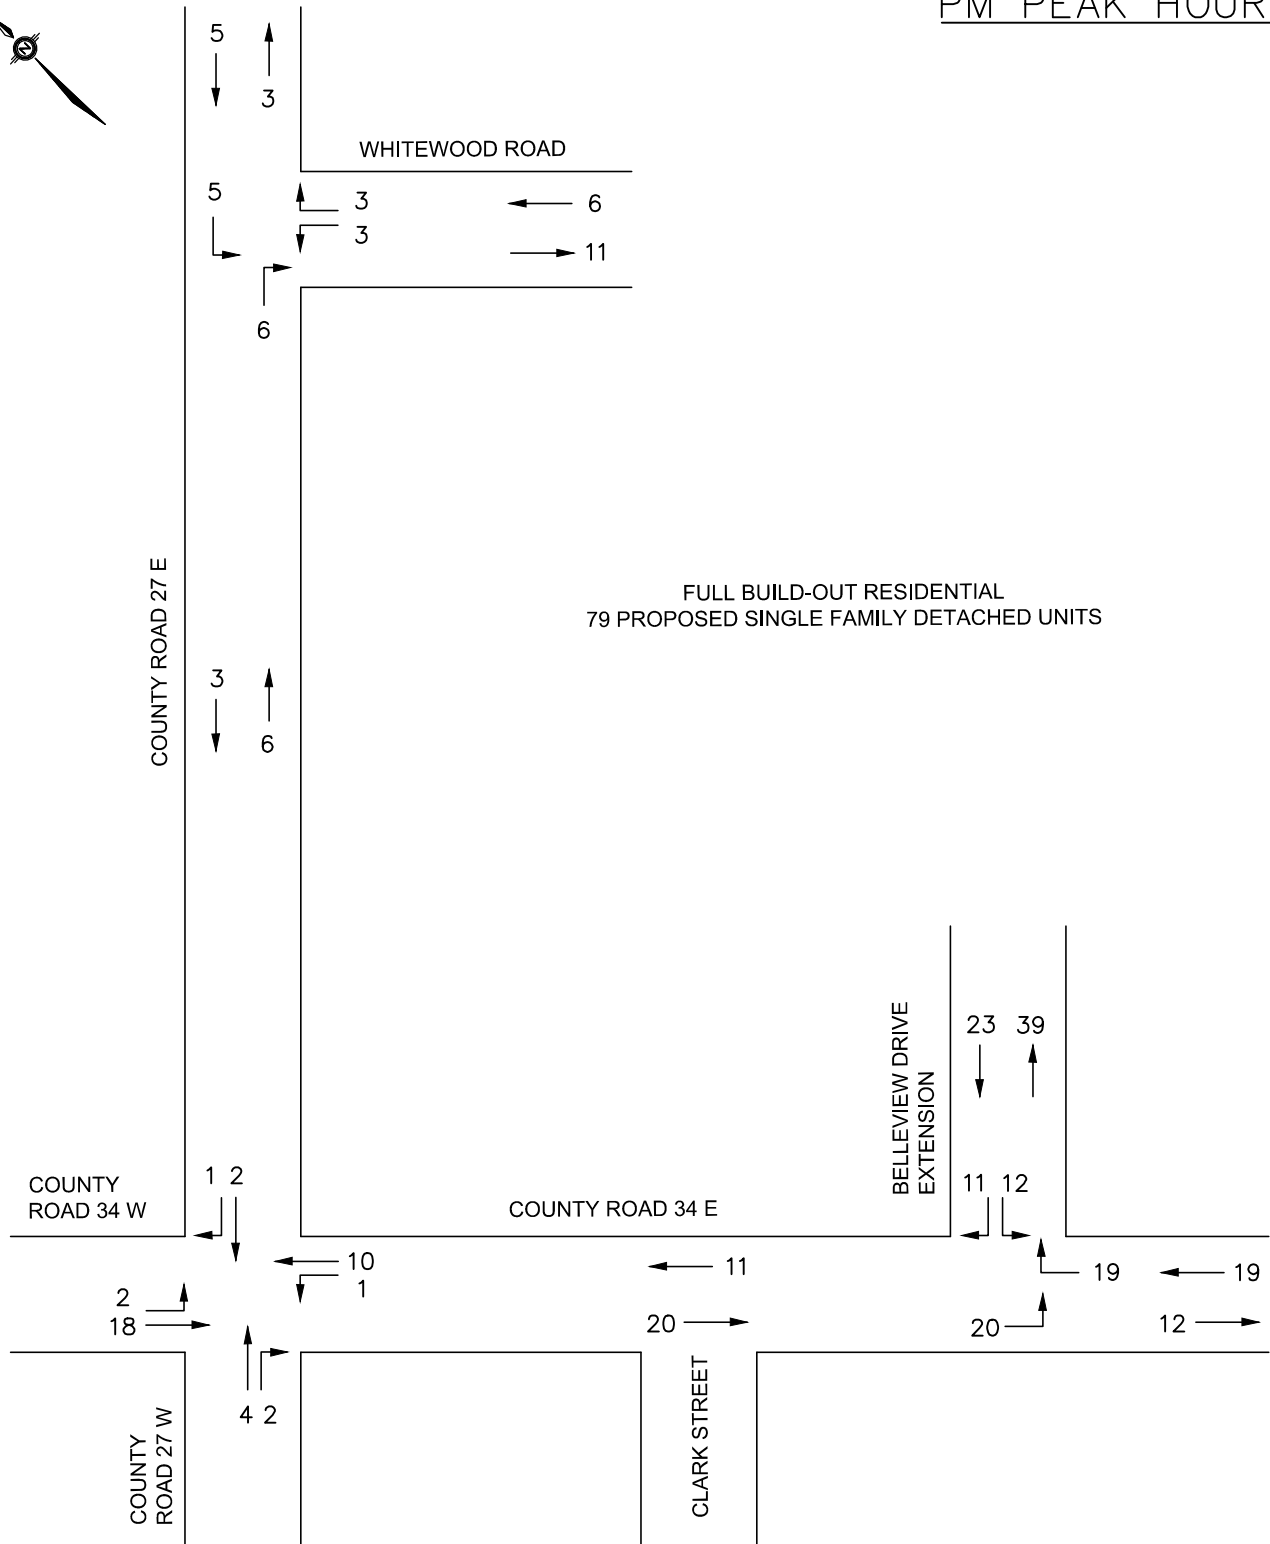 PM PEAK HOUR
N
5
3
WHITEWOOD ROAD
5
3
6
3
11
6
COUNTY ROAD 27 E
FULL BUILD-OUT RESIDENTIAL
79 PROPOSED SINGLE FAMILY DETACHED UNITS
3
6
BELLEVIEW DRIVE
EXTENSION
23 39
COUNTY
ROAD 34 W
1 2
COUNTY ROAD 34 E
11 12
10
1
11
19
19
2
18
20
20
12
4 2
COUNTY
ROAD 27 W
CLARK STREET